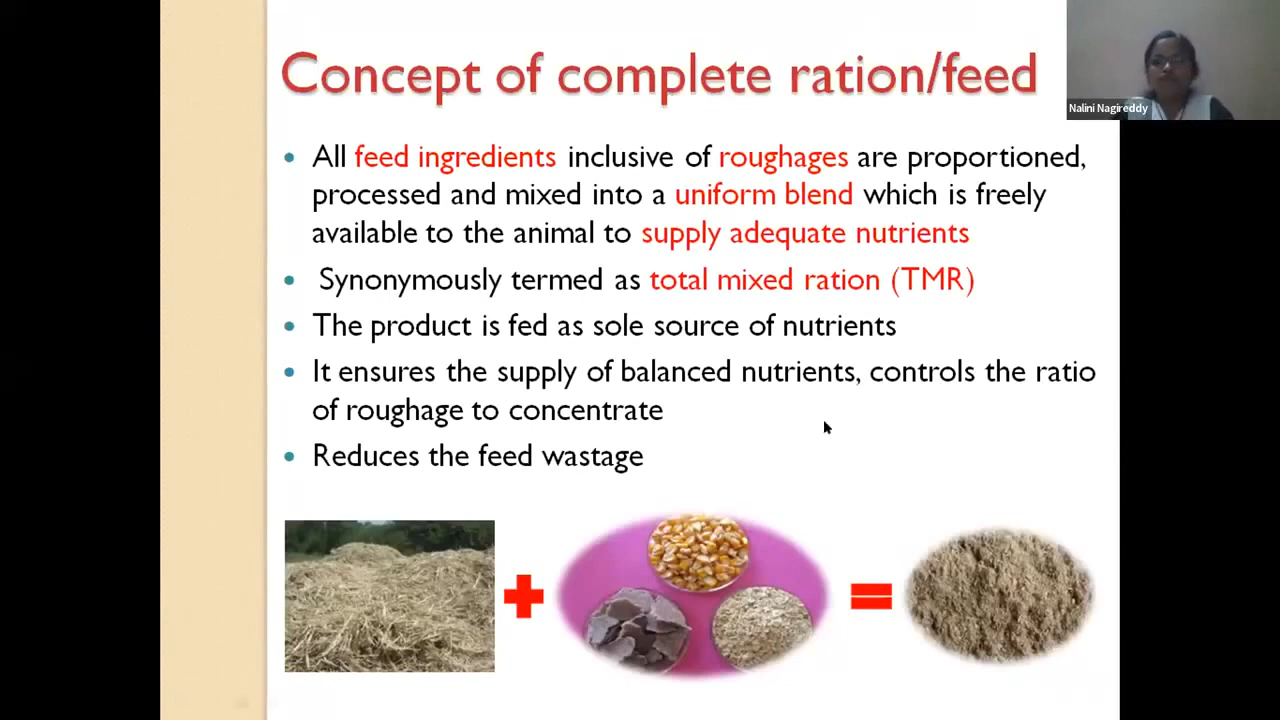 Concept of complete ration/feed
Nalini Nagireddy
• All feed ingredients inclusive of roughages are proportioned,
processed and mixed into a uniform blend which is freely
available to the animal to supply adequate nutrients
• Synonymously termed as total mixed ration (TMR)
• The product is fed as sole source of nutrients
• It ensures the supply of balanced nutrients, controls the ratio
of roughage to concentrate
• Reduces the feed wastage
+
=